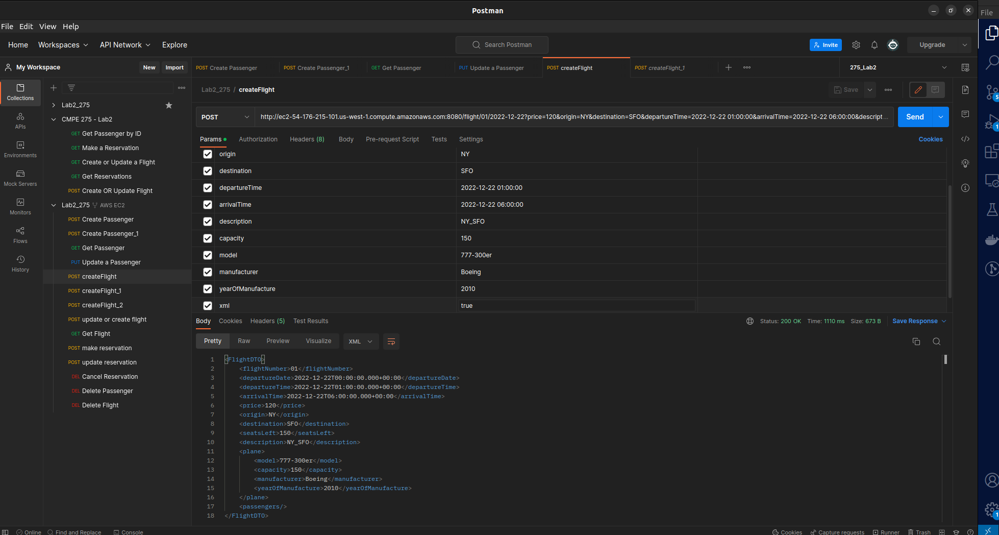 Postman
File Edit View Help
File
Home Workspaces API Network Explore
Search Postman
Invite
Upgrade
My Workspace New Import
POST Create Passenger POST Create Passenger_1 GET Get Passenger PUT Update a Passenger POST createFlight POST createFlight_1
275_Lab2
Collections
APIs
Environments
Mock Servers
Monitors
Flows
History
Lab2_275
CMPE 275 - Lab2
GET Get Passenger by ID
GET Make a Reservation
GET Create or Update a Flight
GET Get Reservations
POST Create OR Update Flight
Lab2_275 AWS EC2
POST Create Passenger
POST Create Passenger_1
GET Get Passenger
PUT Update a Passenger
POST createFlight
POST createFlight_1
POST createFlight_2
POST update or create flight
GET Get Flight
POST make reservation
POST update reservation
DEL Cancel Reservation
DEL Delete Passenger
DEL Delete Flight
Lab2_275 / createFlight
Save
POST http://ec2-54-176-215-101.us-west-1.compute.amazonaws.com:8080/flight/01/2022-12-22?price=120&origin=NY&destination=SFO&departureTime=2022-12-22 01:00:00&arrivalTime=2022-12-22 06:00:00&descript...
Send
Params Authorization Headers (8) Body Pre-request Script Tests Settings Cookies
origin NY
destination SFO
departureTime 2022-12-22 01:00:00
arrivalTime 2022-12-22 06:00:00
description NY_SFO
capacity 150
model 777-300er
manufacturer Boeing
yearOfManufacture 2010
xml true
Body Cookies Headers (5) Test Results
Status: 200 OK Time: 1110 ms Size: 673 B Save Response
Pretty Raw Preview Visualize XML
1 <FlightDTO>
2 <flightNumber>01</flightNumber>
3 <departureDate>2022-12-22T00:00:00.000+00:00</departureDate>
4 <departureTime>2022-12-22T01:00:00.000+00:00</departureTime>
5 <arrivalTime>2022-12-22T06:00:00.000+00:00</arrivalTime>
6 <price>120</price>
7 <origin>NY</origin>
8 <destination>SFO</destination>
9 <seatsLeft>150</seatsLeft>
10 <description>NY_SFO</description>
11 <plane>
12 <model>777-300er</model>
13 <capacity>150</capacity>
14 <manufacturer>Boeing</manufacturer>
15 <yearOfManufacture>2010</yearOfManufacture>
16 </plane>
17 <passengers/>
18 </FlightDTO>
5
1
1
Online Find and Replace Console
Cookies Capture requests Runner Trash